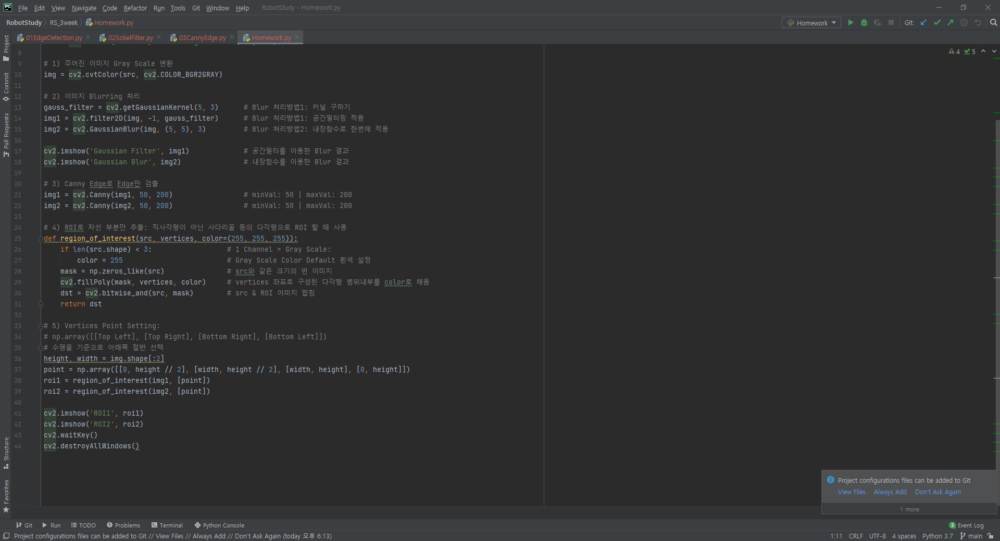 File Edit View Navigate Code Refactor Run Tools Git Window Help RobotStudy - Homework.py
RobotStudy RS_3week Homework.py
Homework Git:
01EdgeDetection.py 02SobelFilter.py 03CannyEdge.py Homework.py
Project
Commit
Pull Requests
Structure
Favorites
4 5
8
9 # 1) 주어진 이미지 Gray Scale 변환
10 img = cv2.cvtColor(src, cv2.COLOR_BGR2GRAY)
11
12 # 2) 이미지 Blurring 처리
13 gauss_filter = cv2.getGaussianKernel(5, 3) # Blur 처리방법1: 커널 구하기
14 img1 = cv2.filter2D(img, -1, gauss_filter) # Blur 처리방법1: 공간필터링 적용
15 img2 = cv2.GaussianBlur(img, (5, 5), 3) # Blur 처리방법2: 내장함수로 한번에 적용
16
17 cv2.imshow('Gaussian Filter', img1) # 공간필터를 이용한 Blur 결과
18 cv2.imshow('Gaussian Blur', img2) # 내장함수를 이용한 Blur 결과
19
20 # 3) Canny Edge로 Edge만 검출
21 img1 = cv2.Canny(img1, 50, 200) # minVal: 50 | maxVal: 200
22 img2 = cv2.Canny(img2, 50, 200) # minVal: 50 | maxVal: 200
23
24 # 4) ROI로 차선 부분만 추출: 직사각형이 아닌 사다리꼴 등의 다각형으로 ROI 할 때 사용
25 def region_of_interest(src, vertices, color=(255, 255, 255)):
26 if len(src.shape) < 3: # 1 Channel = Gray Scale:
27 color = 255 # Gray Scale Color Default 흰색 설정
28 mask = np.zeros_like(src) # src와 같은 크기의 빈 이미지
29 cv2.fillPoly(mask, vertices, color) # vertices 좌표로 구성된 다각형 범위내부를 color로 채움
30 dst = cv2.bitwise_and(src, mask) # src & ROI 이미지 합침
31 return dst
32
33 # 5) Vertices Point Setting:
34 # np.array([[Top Left], [Top Right], [Bottom Right], [Bottom Left]])
35 # 수평을 기준으로 아래쪽 절반 선택
36 height, width = img.shape[:2]
37 point = np.array([[0, height // 2], [width, height // 2], [width, height], [0, height]])
38 roi1 = region_of_interest(img1, [point])
39 roi2 = region_of_interest(img2, [point])
40
41 cv2.imshow('ROI1', roi1)
42 cv2.imshow('ROI2', roi2)
43 cv2.waitKey()
44 cv2.destroyAllWindows()
Project configurations files can be added to Git
View Files Always Add Don't Ask Again
1 more
Git Run TODO Problems Terminal Python Console 3 Event Log
Project configurations files can be added to Git // View Files // Always Add // Don't Ask Again (today 오후 6:13) 1:11 CRLF UTF-8 4 spaces Python 3.7 main